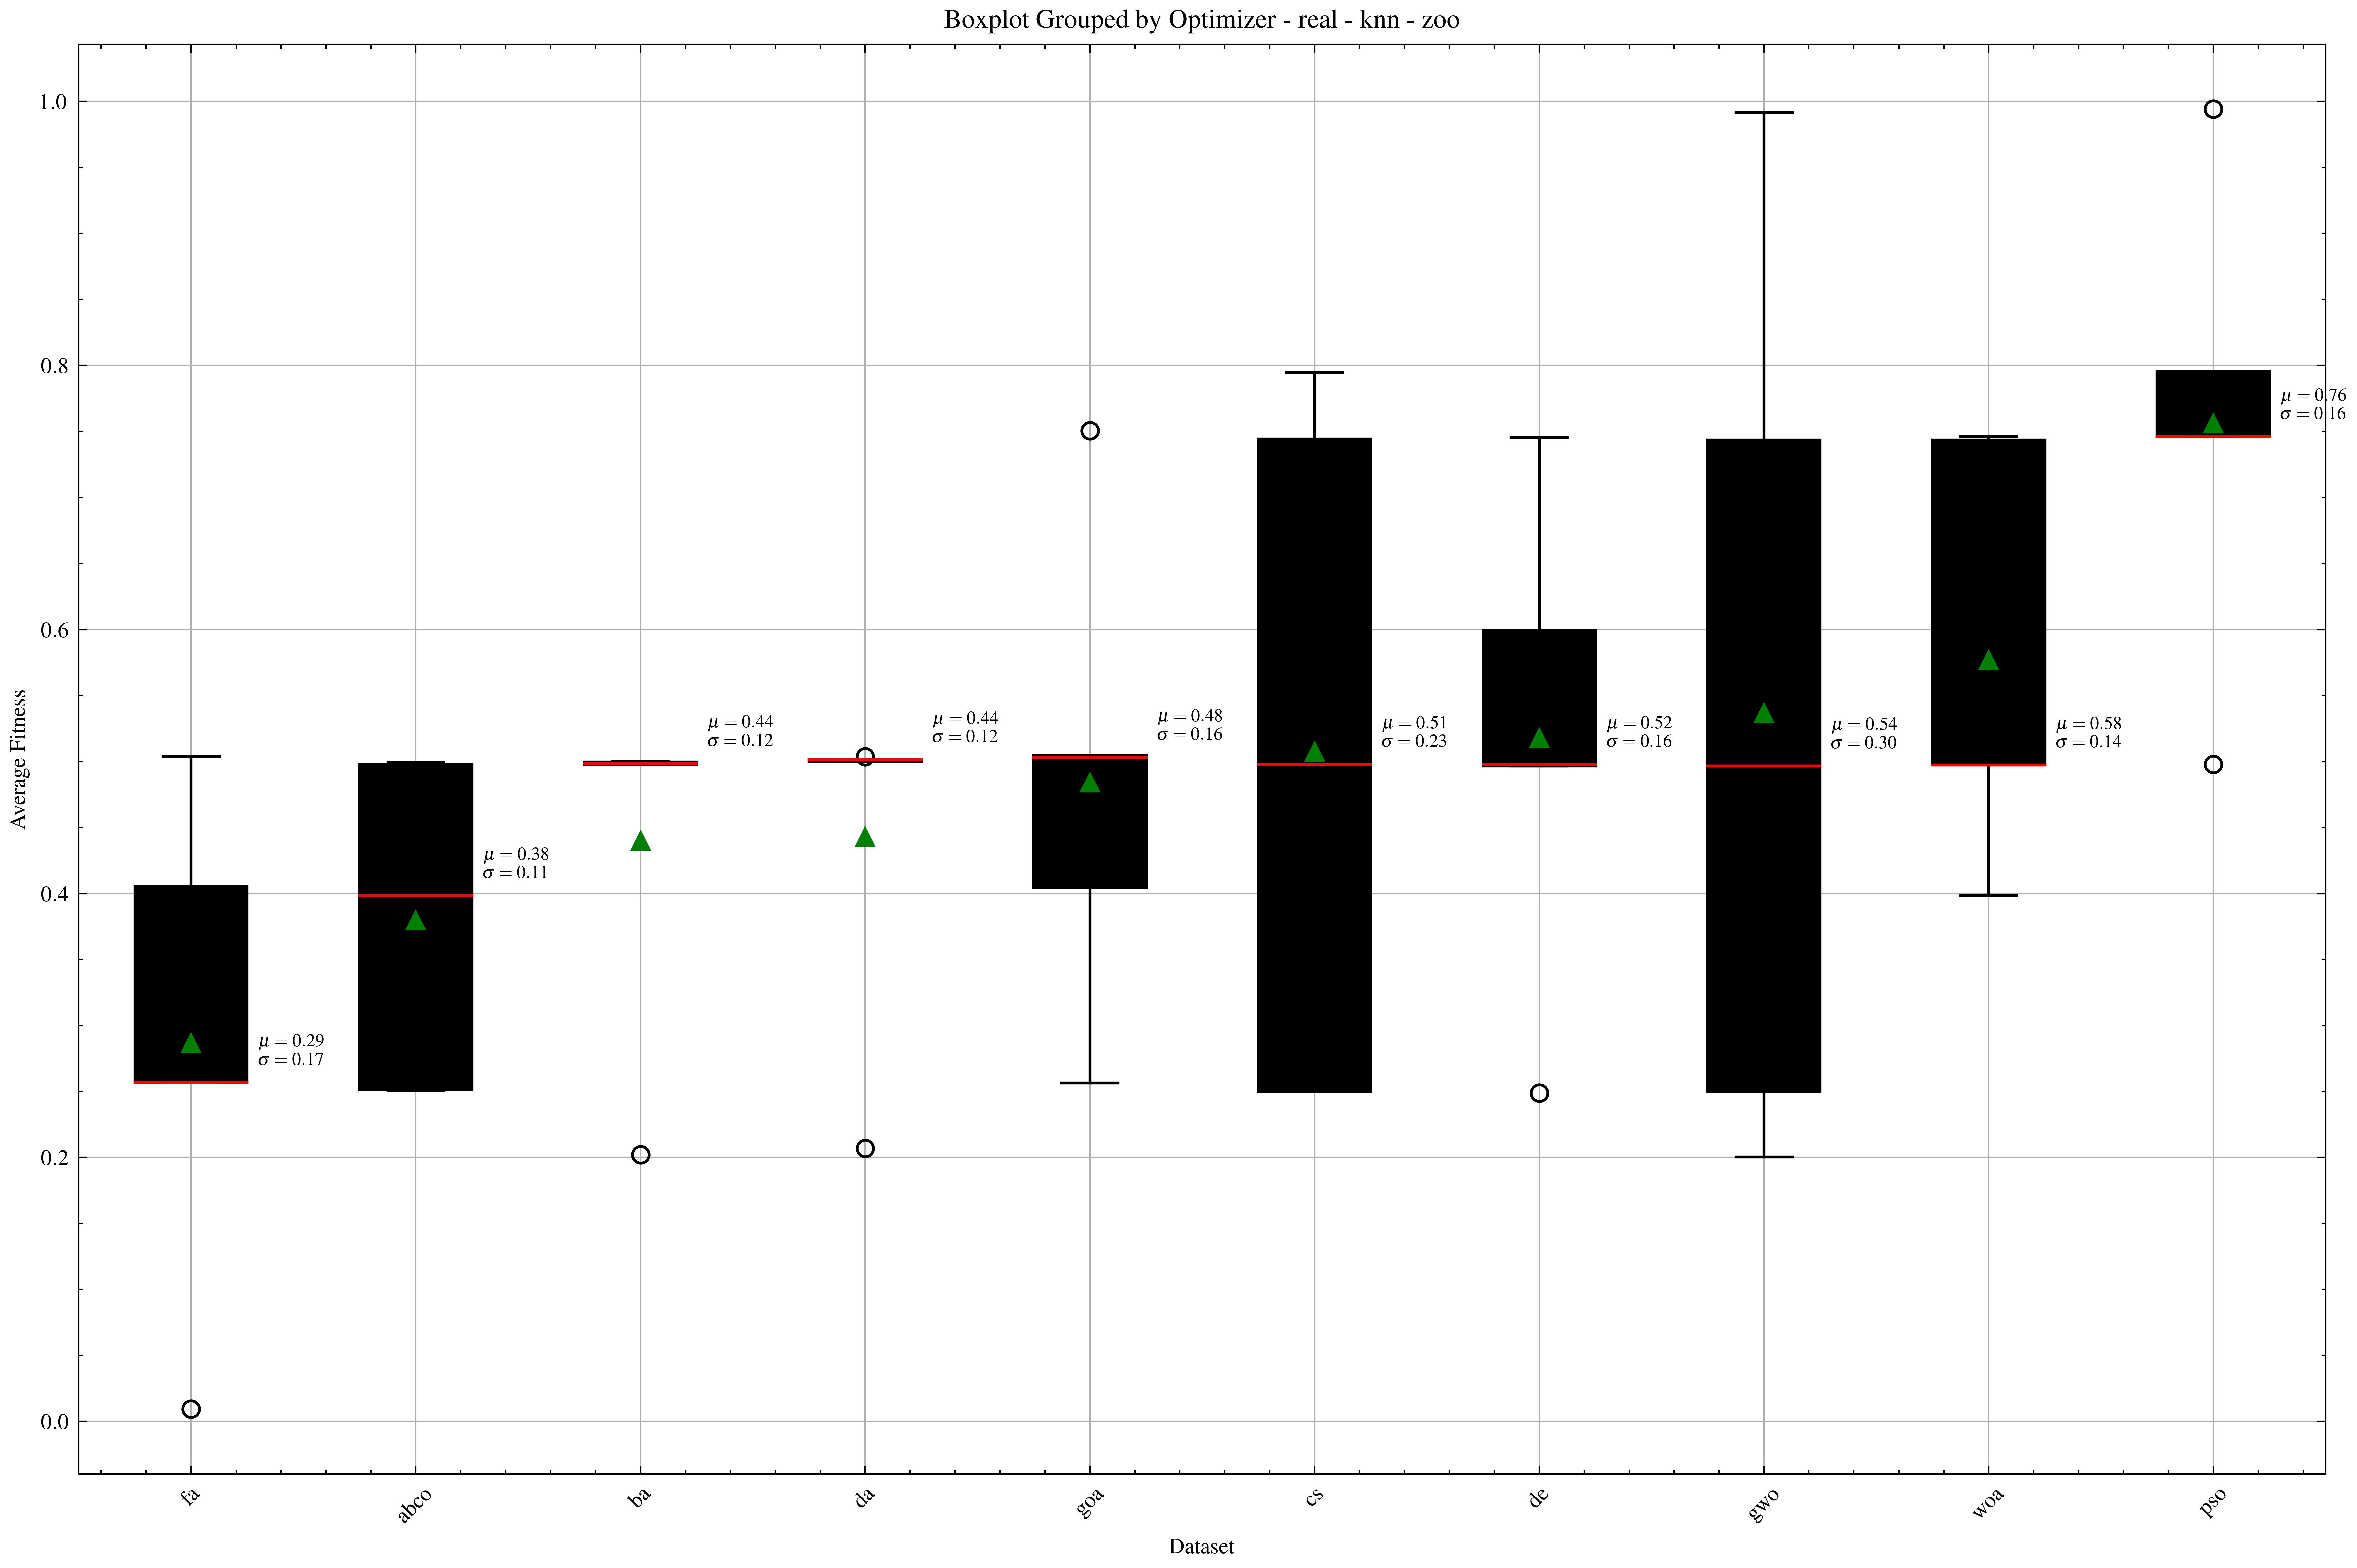 Boxplot Grouped by Optimizer - real - knn - zoo
Average Fitness
1.0
0.8
0.6
0.4
0.2
0.0
μ = 0.29
σ = 0.17
μ = 0.38
σ = 0.11
μ = 0.44
σ = 0.12
μ = 0.44
σ = 0.12
μ = 0.48
σ = 0.16
μ = 0.51
σ = 0.23
μ = 0.52
σ = 0.16
μ = 0.54
σ = 0.30
μ = 0.58
σ = 0.14
μ = 0.76
σ = 0.16
fa
abco
ba
da
goa
cs
de
gwo
woa
pso
Dataset